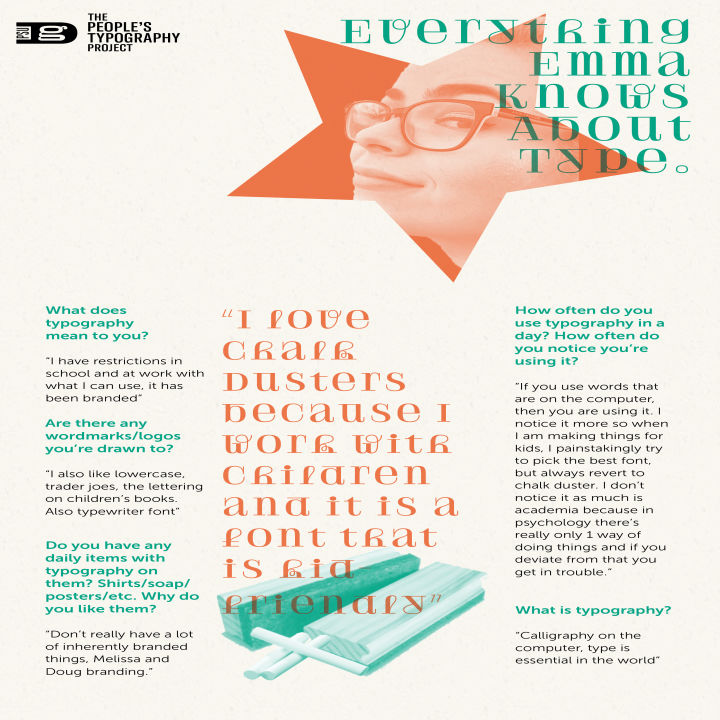 THE
PEOPLE'S
TYPOGRAPHY
PROJECT
Everything
Emma
Knows
About
Type.
What does
typography
mean to you?
"I have restrictions in
school and at work with
what I can use, it has
been branded"
Are there any
wordmarks/logos
you're drawn to?
"I also like lowercase,
trader joes, the lettering
on children's books.
Also typewriter font"
Do you have any
daily items with
typography on
them? Shirts/soap/
posters/etc. Why do
you like them?
"Don't really have a lot
of inherently branded
things, Melissa and
Doug branding."
"I love
Chalk
Dusters
because I
work with
children
and it is a
font that
is kid-
friendly"
How often do you
use typography in a
day? How often do
you notice you're
using it?
"If you use words that
are on the computer,
then you are using it. I
notice it more so when
I am making things for
kids, I painstakingly try
to pick the best font,
but always revert to
chalk duster. I don't
notice it as much is
academia because in
psychology there's
really only 1 way of
doing things and if you
deviate from that you
get in trouble."
What is typography?
"Calligraphy on the
computer, type is
essential in the world"